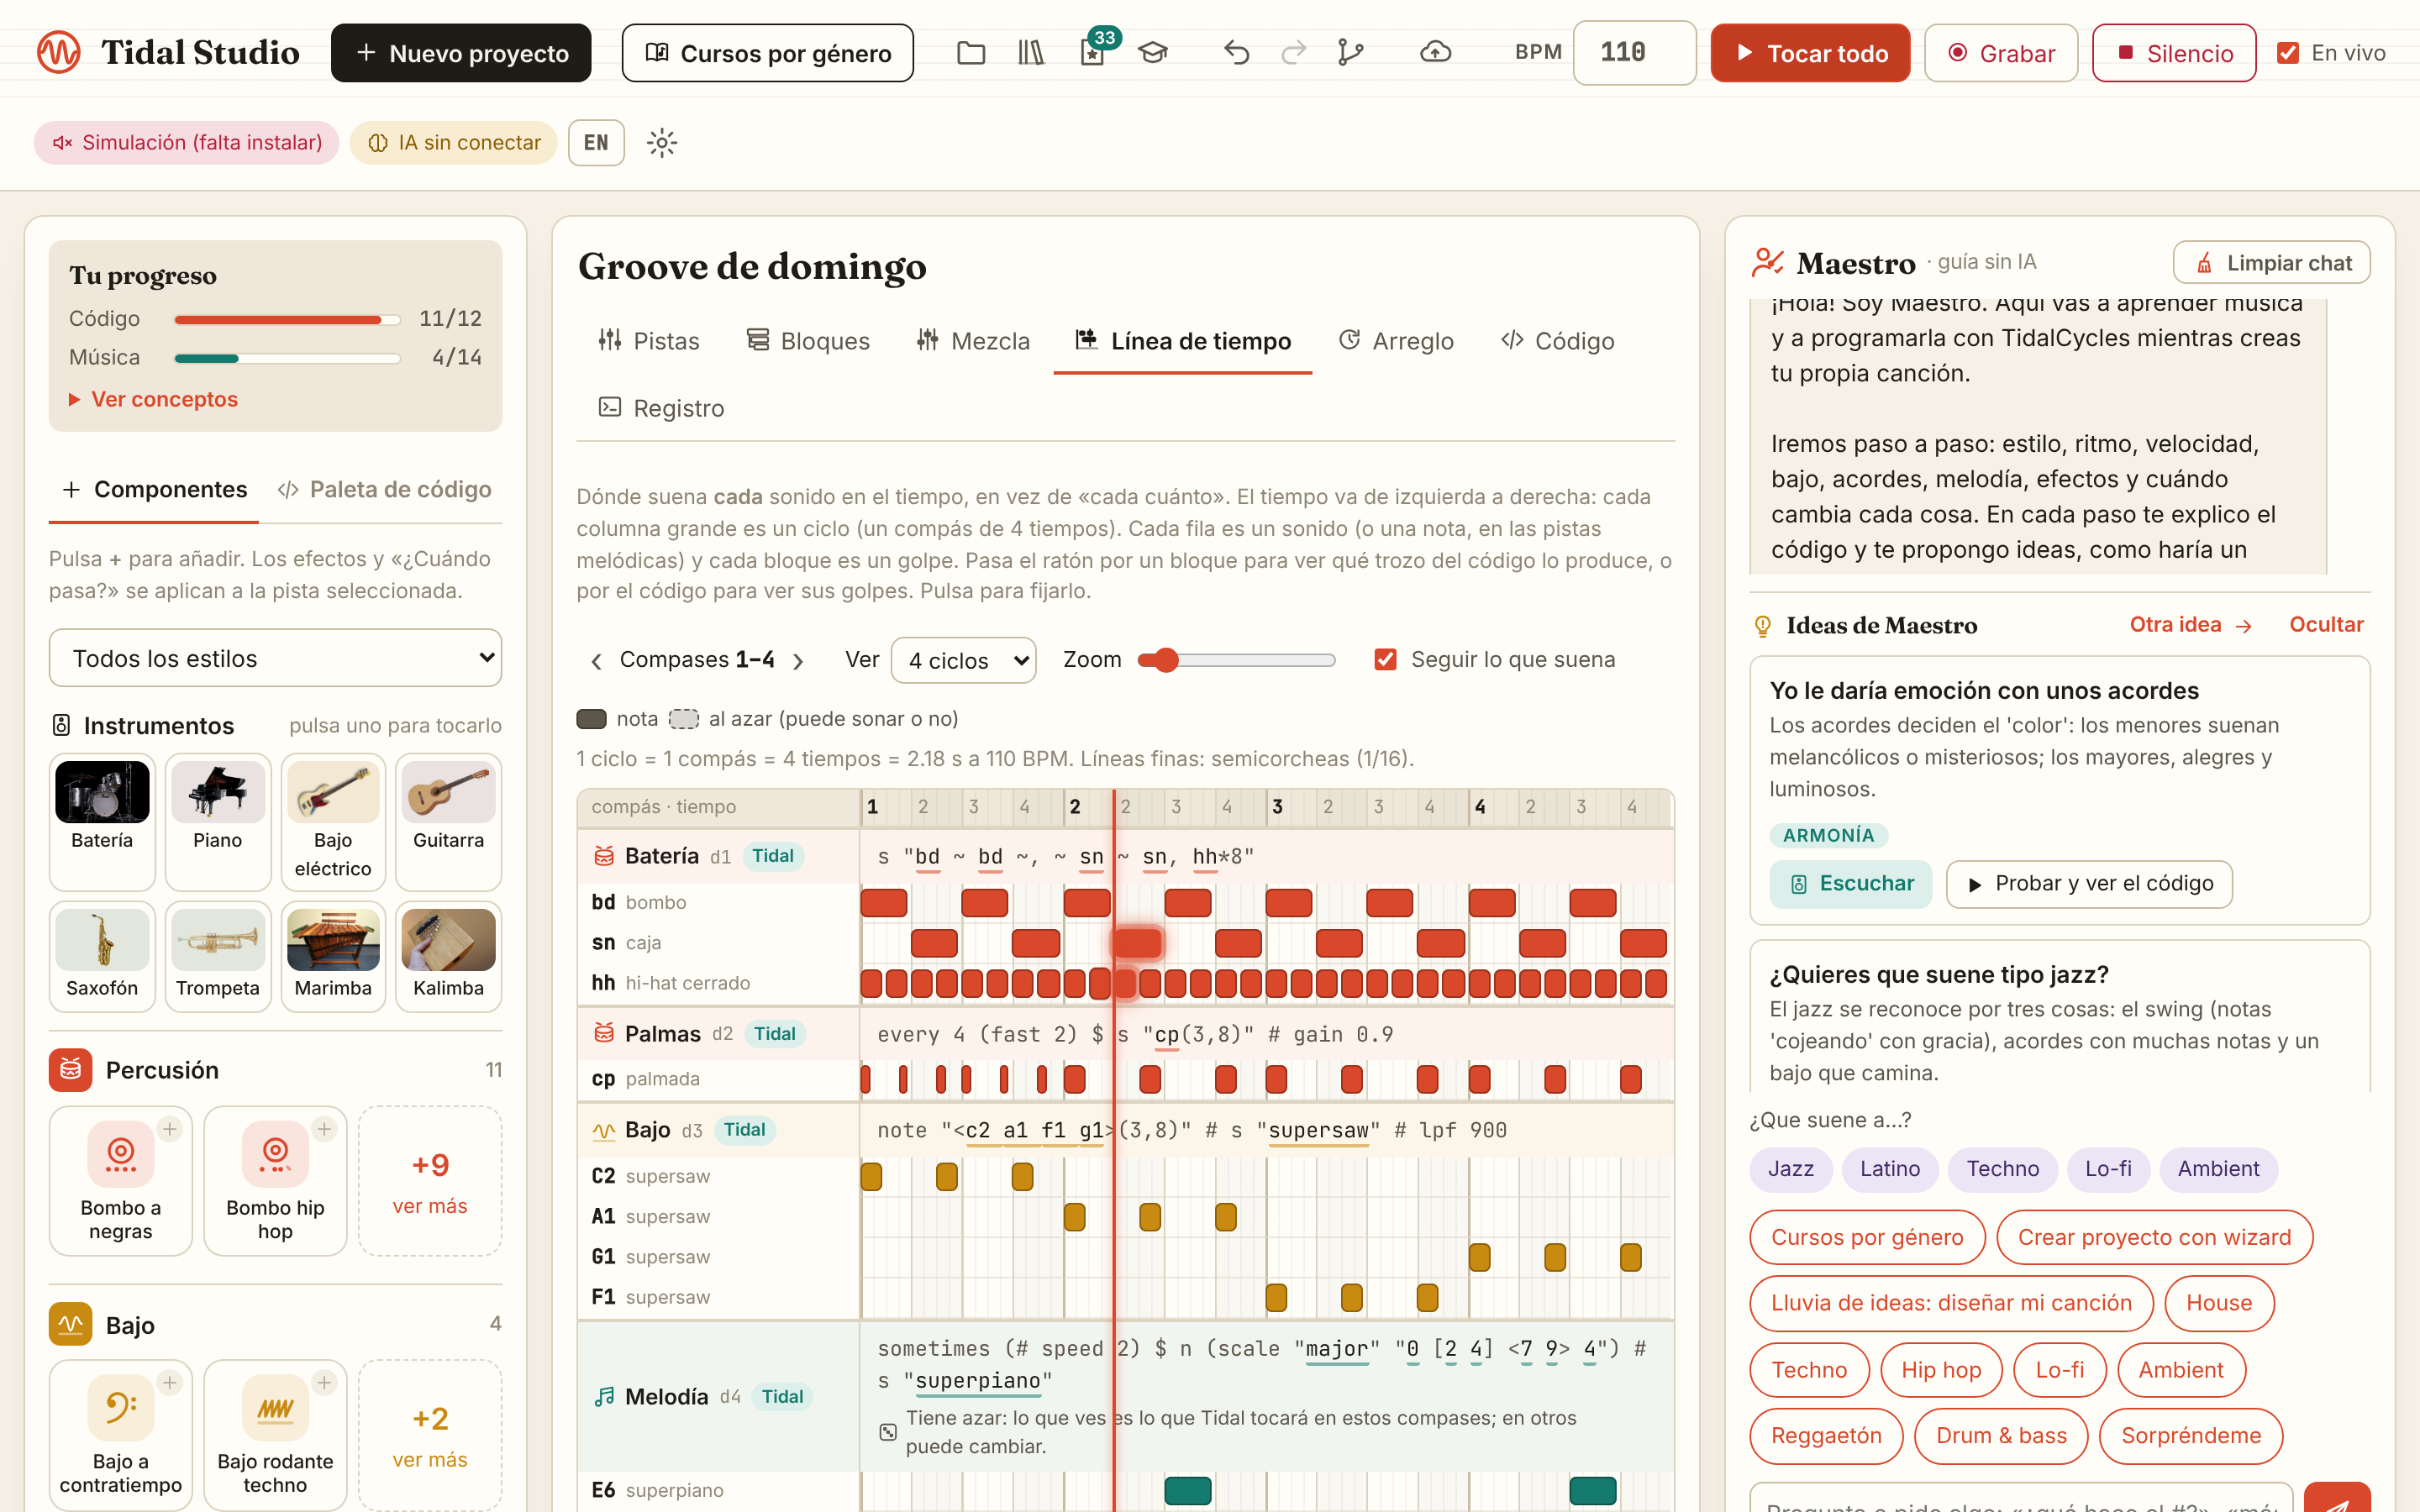 Tidal Studio
+ Nuevo proyecto
Cursos por género
33
BPM
110
Tocar todo
Grabar
Silencio
En vivo
Simulación (falta instalar)
IA sin conectar
EN
Tu progreso
Código 11/12
Música 4/14
Ver conceptos
+ Componentes
Paleta de código
Pulsa + para añadir. Los efectos y «¿Cuándo
pasa?» se aplican a la pista seleccionada.
Todos los estilos
Instrumentos
pulsa uno para tocarlo
Batería
Piano
Bajo
eléctrico
Guitarra
Saxofón
Trompeta
Marimba
Kalimba
Percusión
11
Bombo a
negras
Bombo hip
hop
+9
ver más
Bajo
4
Bajo a
contratiempo
Bajo rodante
techno
+2
ver más
Groove de domingo
Pistas
Bloques
Mezcla
Línea de tiempo
Arreglo
Código
Registro
Dónde suena cada sonido en el tiempo, en vez de «cada cuánto». El tiempo va de izquierda a derecha: cada
columna grande es un ciclo (un compás de 4 tiempos). Cada fila es un sonido (o una nota, en las pistas
melódicas) y cada bloque es un golpe. Pasa el ratón por un bloque para ver qué trozo del código lo produce, o
por el código para ver sus golpes. Pulsa para fijarlo.
‹ Compases 1–4 ›
Ver 4 ciclos
Zoom
Seguir lo que suena
nota
al azar (puede sonar o no)
1 ciclo = 1 compás = 4 tiempos = 2.18 s a 110 BPM. Líneas finas: semicorcheas (1/16).
compás · tiempo 1 2 3 4 2 2 3 4 3 2 3 4 4 2 3 4
Batería d1 Tidal
s "bd ~ bd ~, ~ sn ~ sn, hh*8"
bd bombo
sn caja
hh hi-hat cerrado
Palmas d2 Tidal
every 4 (fast 2) $ s "cp(3,8)" # gain 0.9
cp palmada
Bajo d3 Tidal
note "<c2 a1 f1 g1>(3,8)" # s "supersaw" # lpf 900
C2 supersaw
A1 supersaw
G1 supersaw
F1 supersaw
Melodía d4 Tidal
sometimes (# speed 2) $ n (scale "major" "0 [2 4] <7 9> 4") #
s "superpiano"
Tiene azar: lo que ves es lo que Tidal tocará en estos compases; en otros
puede cambiar.
E6 superpiano
Maestro · guía sin IA
Limpiar chat
¡Hola! Soy Maestro. Aquí vas a aprender música
y a programarla con TidalCycles mientras creas
tu propia canción.
Iremos paso a paso: estilo, ritmo, velocidad,
bajo, acordes, melodía, efectos y cuándo
cambia cada cosa. En cada paso te explico el
código y te propongo ideas, como haría un
Ideas de Maestro
Otra idea →
Ocultar
Yo le daría emoción con unos acordes
Los acordes deciden el 'color': los menores suenan
melancólicos o misteriosos; los mayores, alegres y
luminosos.
ARMONÍA
Escuchar
Probar y ver el código
¿Quieres que suene tipo jazz?
El jazz se reconoce por tres cosas: el swing (notas
'cojeando' con gracia), acordes con muchas notas y un
bajo que camina.
¿Que suene a...?
Jazz
Latino
Techno
Lo-fi
Ambient
Cursos por género
Crear proyecto con wizard
Lluvia de ideas: diseñar mi canción
House
Techno
Hip hop
Lo-fi
Ambient
Reggaetón
Drum & bass
Sorpréndeme